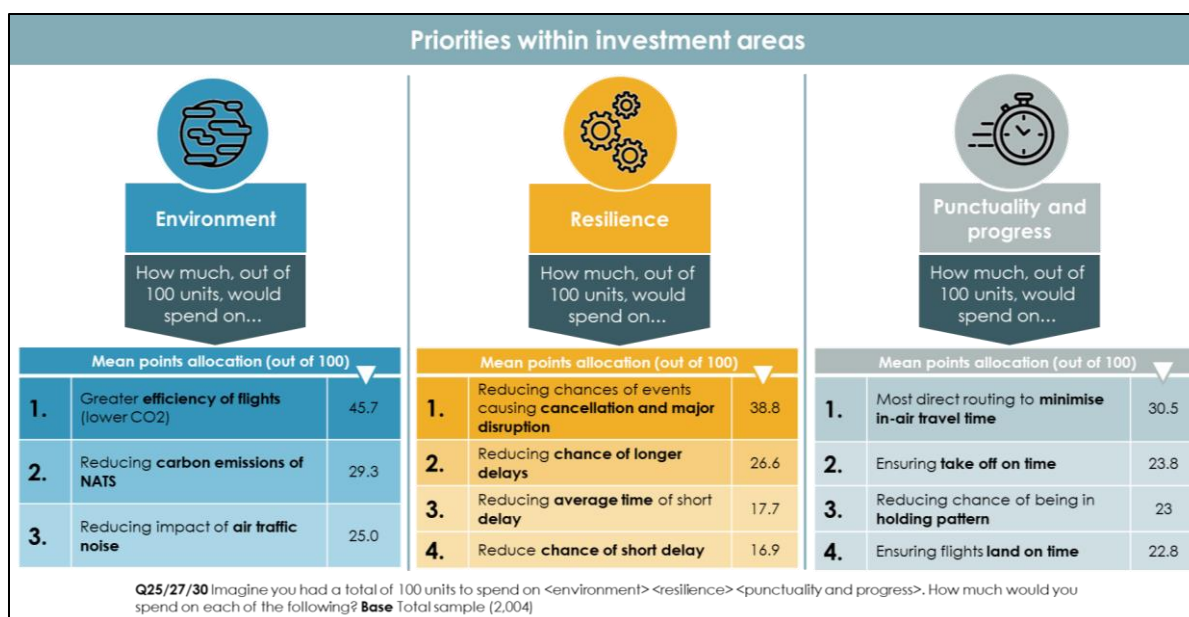 Priorities within investment areas
Environment
How much, out of
100 units, would
spend on...
Mean points allocation (out of 100)
1.
Greater efficiency of flights
(lower CO2)
45.7
2.
Reducing carbon emissions of
NATS
29.3
3.
Reducing impact of air traffic
noise
25.0
Resilience
How much, out of
100 units, would
spend on...
Mean points allocation (out of 100)
1.
Reducing chances of events
causing cancellation and major
disruption
38.8
2.
Reducing chance of longer
delays
26.6
3.
Reducing average time of short
delay
17.7
4.
Reduce chance of short delay
16.9
Punctuality and
progress
How much, out of
100 units, would
spend on...
Mean points allocation (out of 100)
1.
Most direct routing to minimise
in-air travel time
30.5
2.
Ensuring take off on time
23.8
3.
Reducing chance of being in
holding pattern
23
4.
Ensuring flights land on time
22.8
Q25/27/30 Imagine you had a total of 100 units to spend on <environment> <resilience> <punctuality and progress>. How much would you
spend on each of the following? Base Total sample (2,004)